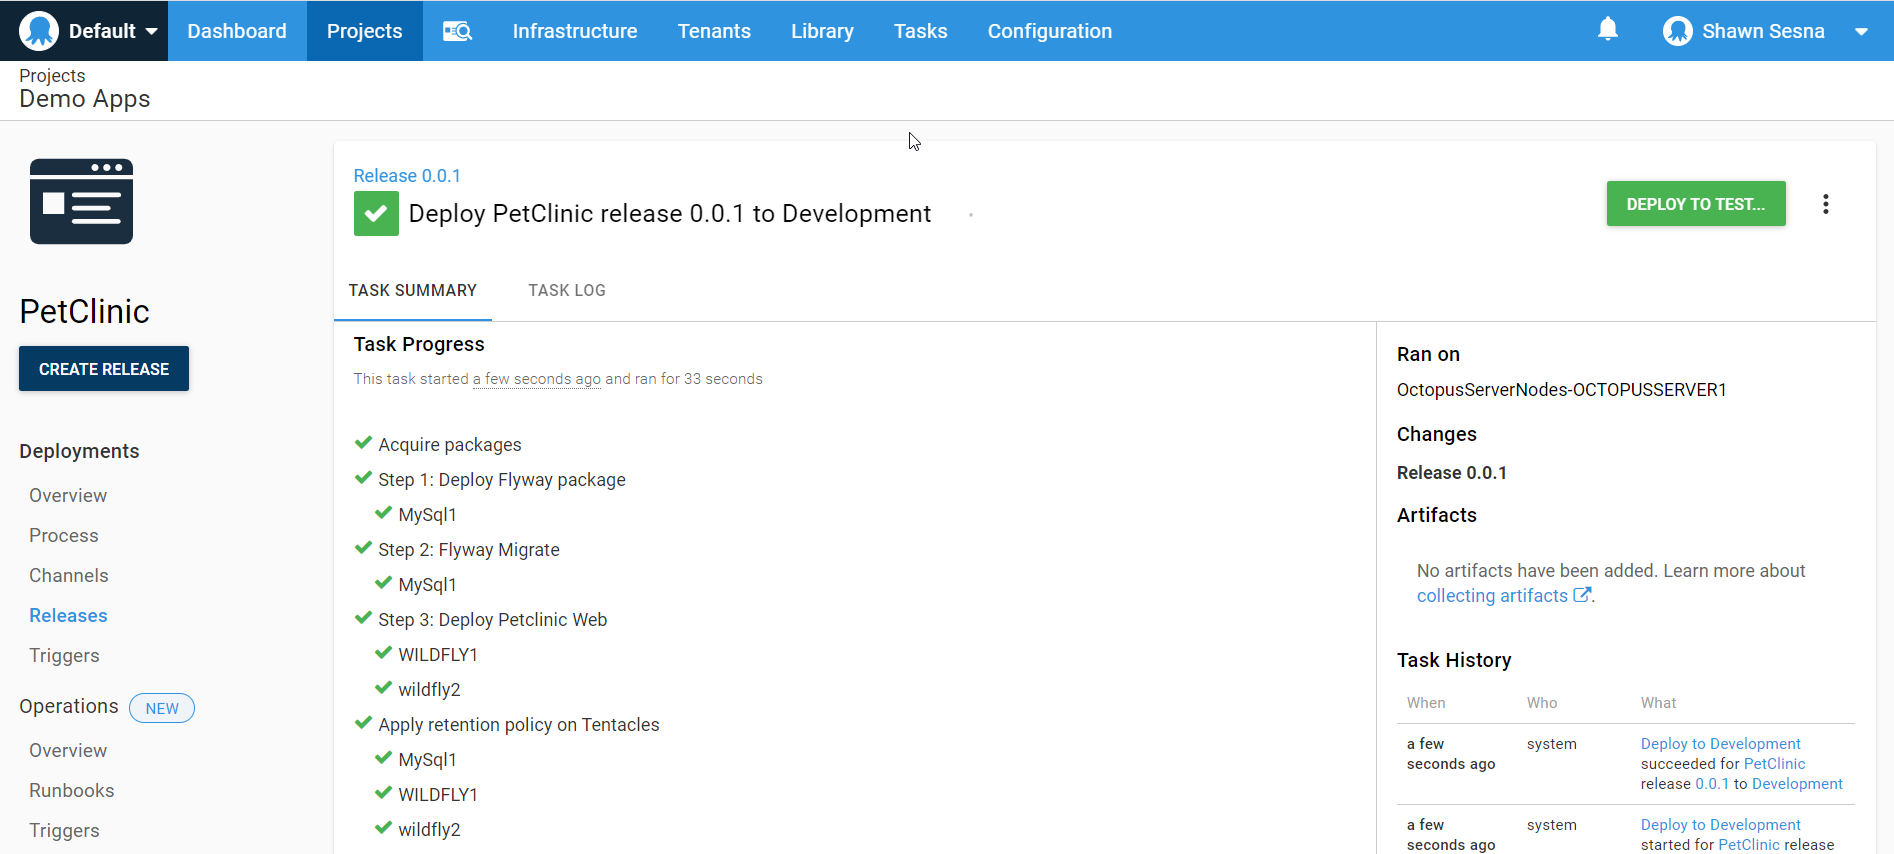 Default Dashboard Projects Infrastructure Tenants Library Tasks Configuration Shawn Sesna
Projects
Demo Apps
PetClinic
CREATE RELEASE
Deployments
Overview
Process
Channels
Releases
Triggers
Operations NEW
Overview
Runbooks
Triggers
Release 0.0.1
Deploy PetClinic release 0.0.1 to Development
DEPLOY TO TEST...
TASK SUMMARY TASK LOG
Task Progress
This task started a few seconds ago and ran for 33 seconds
Acquire packages
Step 1: Deploy Flyway package
MySql1
Step 2: Flyway Migrate
MySql1
Step 3: Deploy Petclinic Web
WILDFLY1
wildfly2
Apply retention policy on Tentacles
MySql1
WILDFLY1
wildfly2
Ran on
OctopusServerNodes-OCTOPUSSERVER1
Changes
Release 0.0.1
Artifacts
No artifacts have been added. Learn more about
collecting artifacts.
Task History
When Who What
a few system Deploy to Development
seconds ago succeeded for PetClinic
release 0.0.1 to Development
a few system Deploy to Development
seconds ago started for PetClinic release